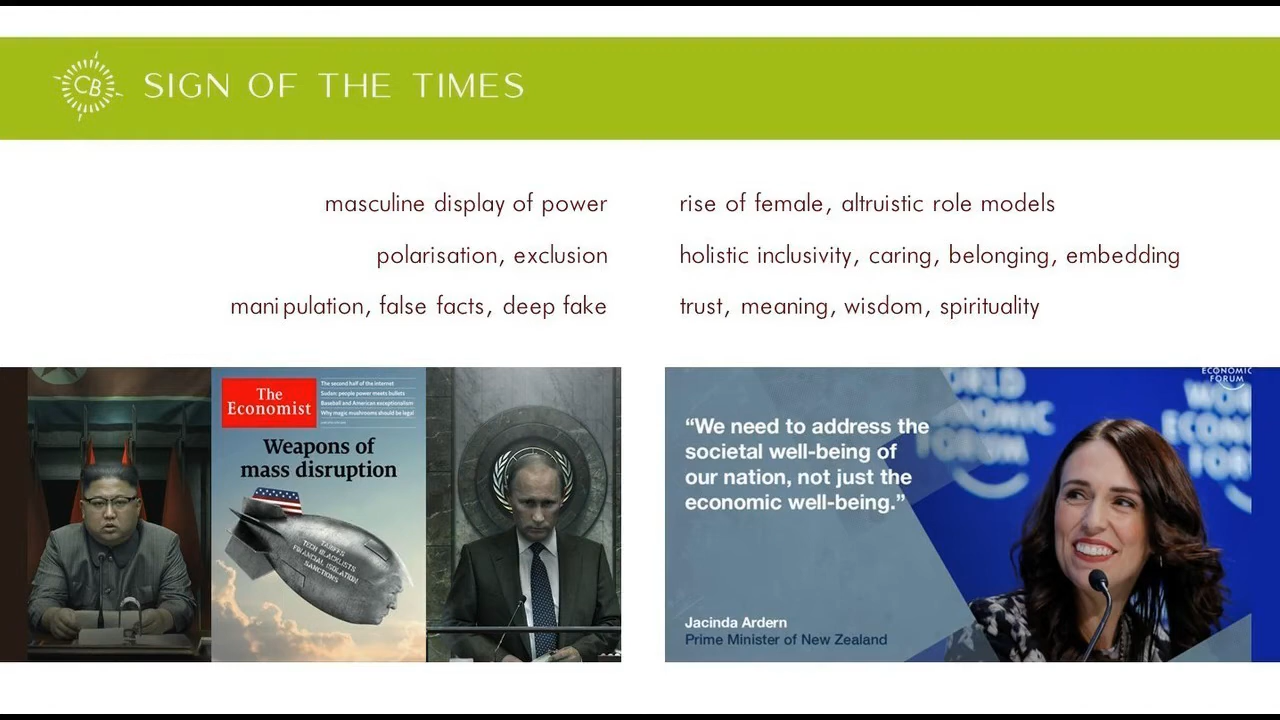 CB SIGN OF THE TIMES
masculine display of power
polarisation, exclusion
manipulation, false facts, deep fake
rise of female, altruistic role models
holistic inclusivity, caring, belonging, embedding
trust, meaning, wisdom, spirituality
The
Economist
The second half of the internet
Sudan: people power meets bullets
Baseball and American exceptionalism
Why magic mushrooms should be legal
Weapons of
mass disruption
TARIFFS
TECH BLACKLISTS
FINANCIAL ISOLATION
SANCTIONS
“We need to address the
societal well-being of
our nation, not just the
economic well-being.”
Jacinda Ardern
Prime Minister of New Zealand
ECONOMIC
FORUM